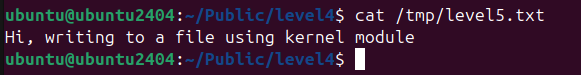 ubuntu@ubuntu2404:~/Public/level4$ cat /tmp/level5.txt
Hi, writing to a file using kernel module
ubuntu@ubuntu2404:~/Public/level4$